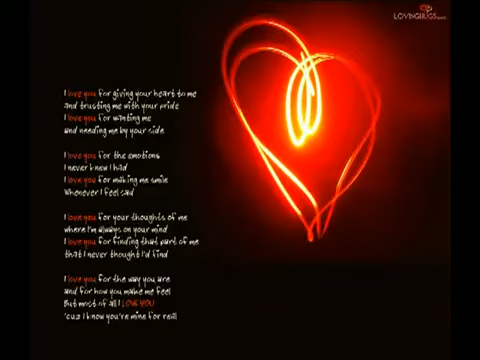 LOVINGHUGS.com
I love you for giving your heart to me
and trusting me with your pride
I love you for wanting me
and needing me by your side
I love you for the emotions
I never knew I had
I love you for making me smile
Whenever I feel sad
I love you for your thoughts of me
where I'm always on your mind
I love you for finding that part of me
that I never thought I'd find
I love you for the way you are
and for how you make me feel
But most of all I LOVE YOU
'cuz I know you're mine for real